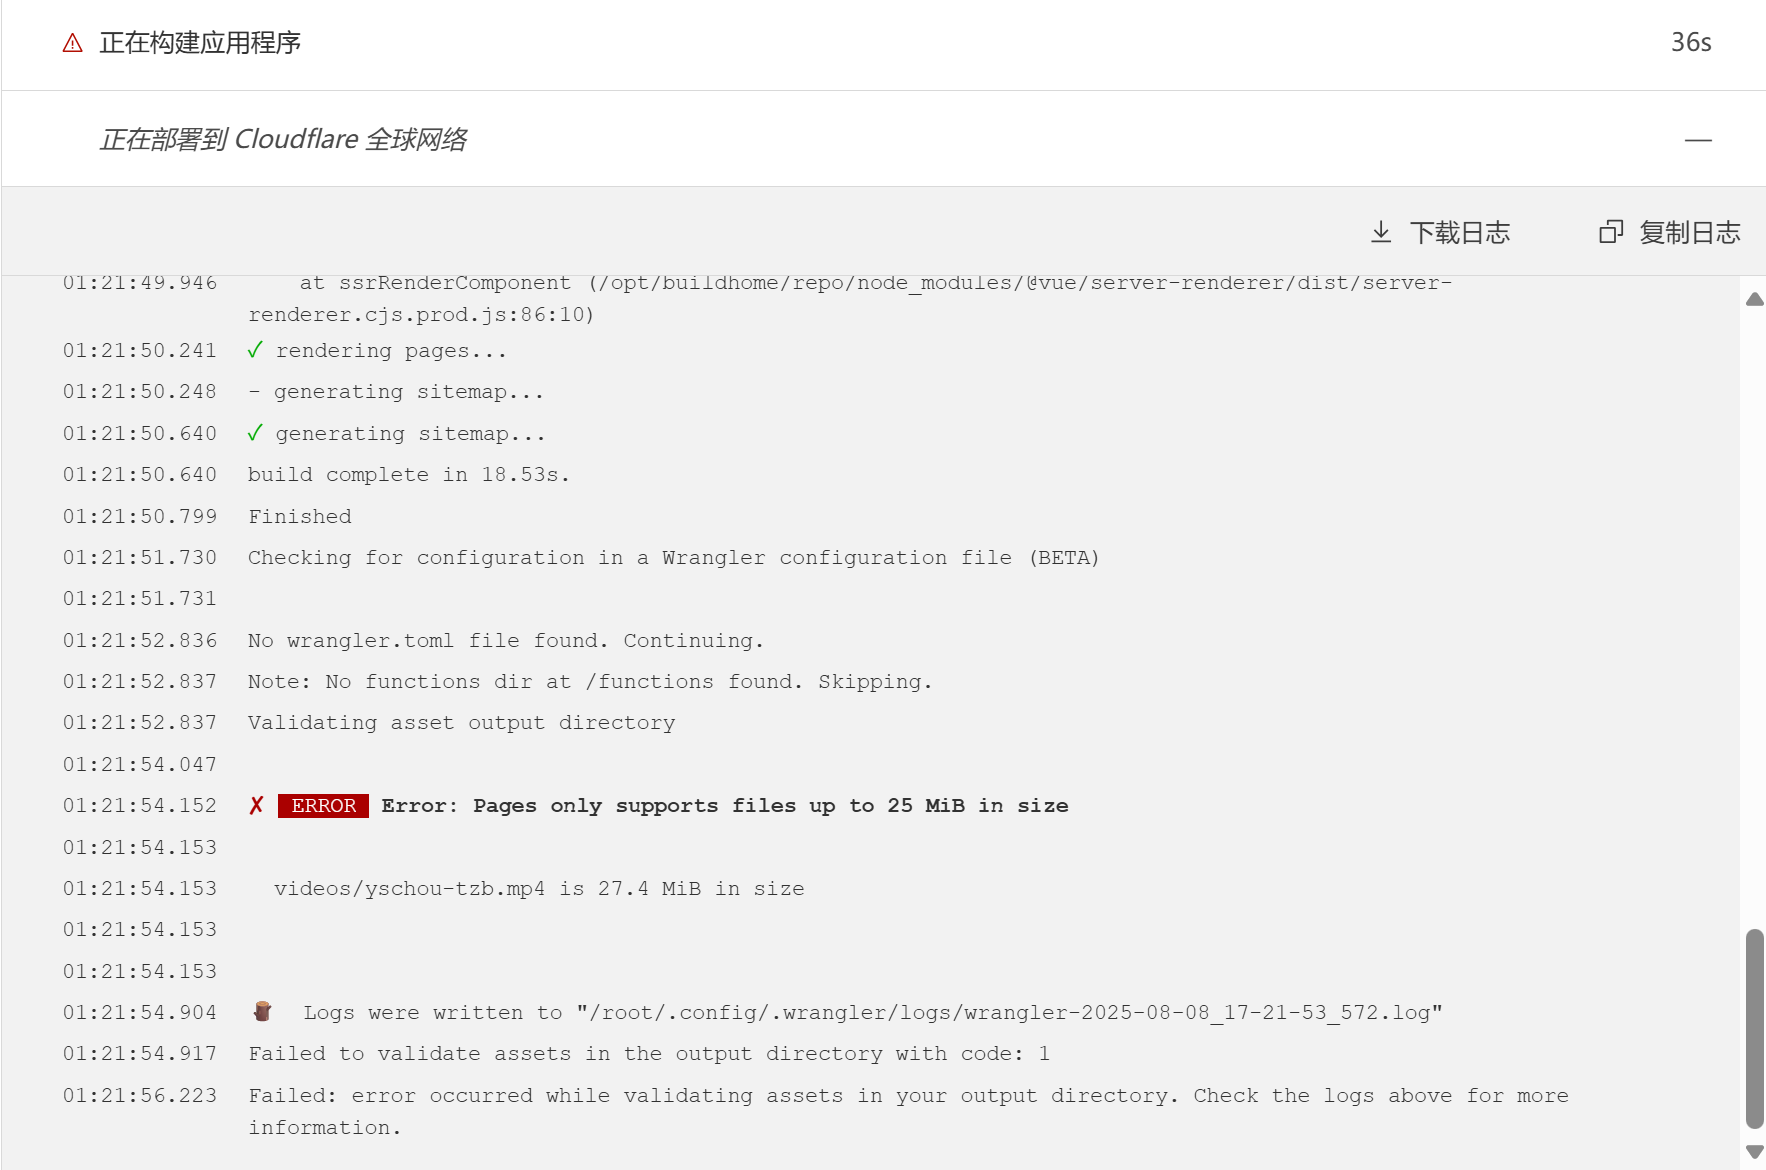 正在构建应用程序 36s
正在部署到 Cloudflare 全球网络 —
下载日志 复制日志
01:21:49.946 at ssrRenderComponent (/opt/buildhome/repo/node_modules/@vue/server-renderer/dist/server-
renderer.cjs.prod.js:86:10)
01:21:50.241 ✓ rendering pages...
01:21:50.248 - generating sitemap...
01:21:50.640 ✓ generating sitemap...
01:21:50.640 build complete in 18.53s.
01:21:50.799 Finished
01:21:51.730 Checking for configuration in a Wrangler configuration file (BETA)
01:21:51.731
01:21:52.836 No wrangler.toml file found. Continuing.
01:21:52.837 Note: No functions dir at /functions found. Skipping.
01:21:52.837 Validating asset output directory
01:21:54.047
01:21:54.152 ✗ ERROR Error: Pages only supports files up to 25 MiB in size
01:21:54.153
01:21:54.153 videos/yschou-tzb.mp4 is 27.4 MiB in size
01:21:54.153
01:21:54.153
01:21:54.904 🪵 Logs were written to "/root/.config/.wrangler/logs/wrangler-2025-08-08_17-21-53_572.log"
01:21:54.917 Failed to validate assets in the output directory with code: 1
01:21:56.223 Failed: error occurred while validating assets in your output directory. Check the logs above for more
information.